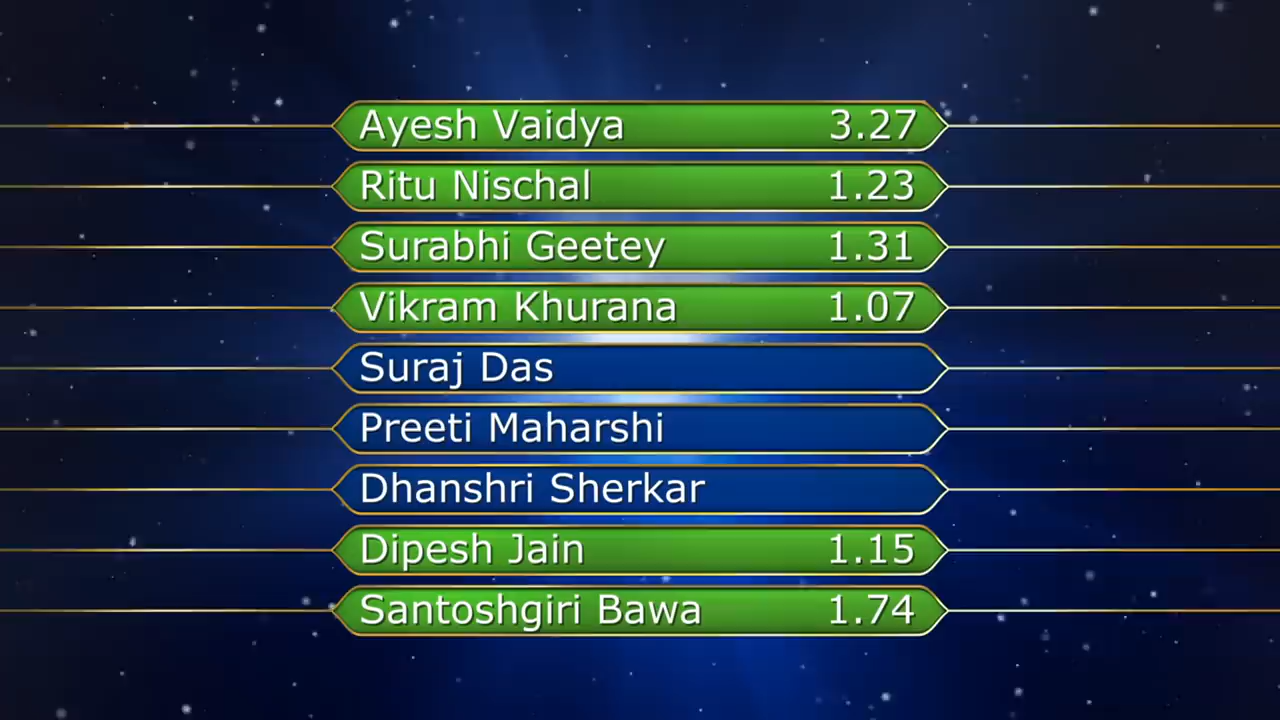 Ayesh Vaidya 3.27
Ritu Nischal 1.23
Surabhi Geetey 1.31
Vikram Khurana 1.07
Suraj Das
Preeti Maharshi
Dhanshri Sherkar
Dipesh Jain 1.15
Santoshgiri Bawa 1.74